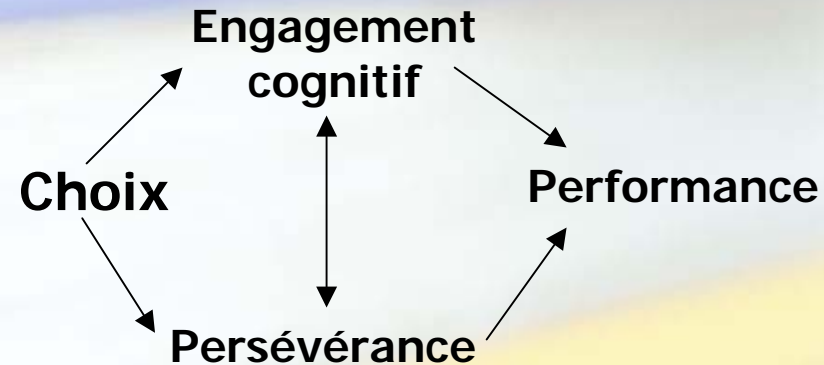 Engagement
cognitif
Choix
Performance
Persévérance